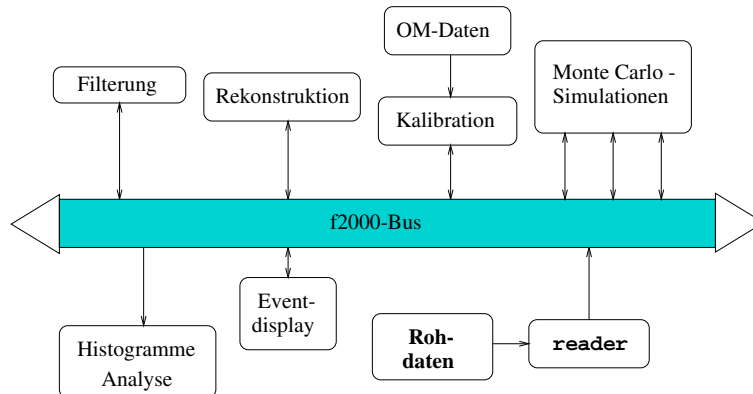 OM-Daten
Monte Carlo -
Simulationen
Filterung
Rekonstruktion
Kalibration
f2000-Bus
Event-
display
Roh-
daten
reader
Histogramme
Analyse